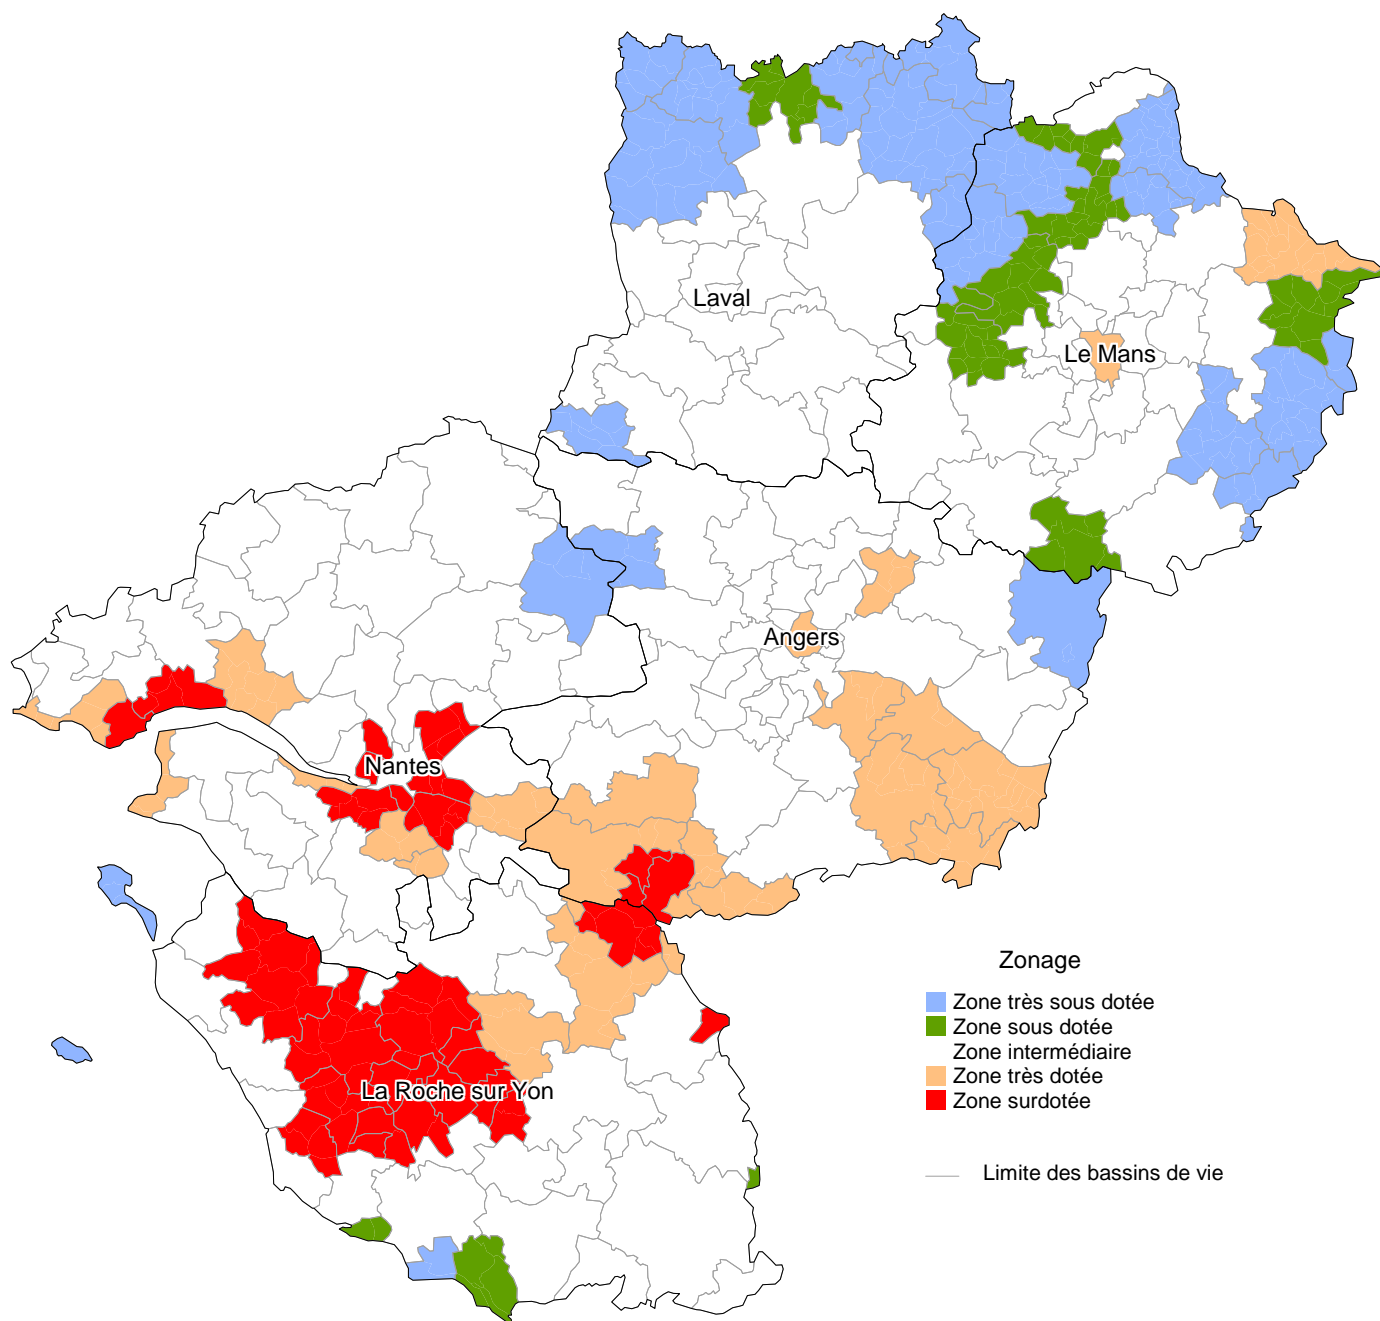 Laval
Le Mans
Angers
Nantes
La Roche sur Yon
Zonage
Zone très sous dotée
Zone sous dotée
Zone intermédiaire
Zone très dotée
Zone surdotée
Limite des bassins de vie